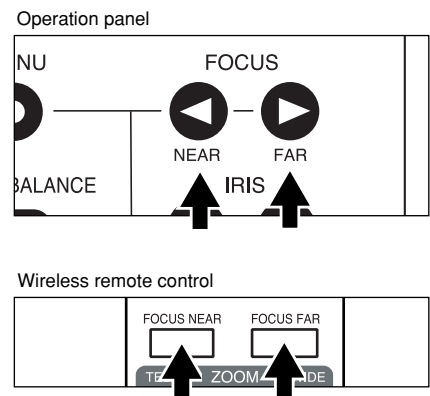 Operation panel
NU FOCUS
NEAR FAR
BALANCE IRIS
Wireless remote control
FOCUS NEAR FOCUS FAR
ZOOM